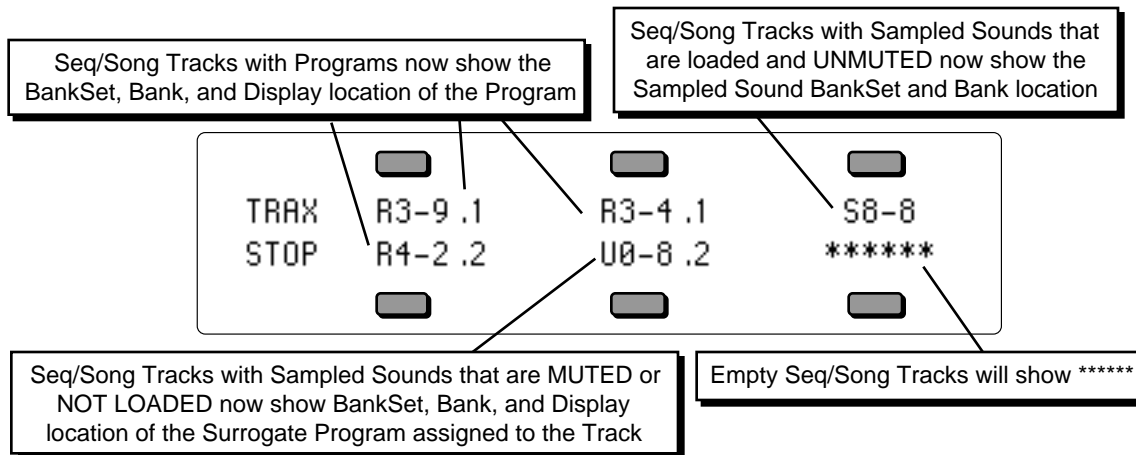 Seq/Song Tracks with Programs now show the
BankSet, Bank, and Display location of the Program
Seq/Song Tracks with Sampled Sounds that
are loaded and UNMUTED now show the
Sampled Sound BankSet and Bank location
TRAX R3-9 .1 R3-4 .1 S8-8
STOP R4-2 .2 U0-8 .2 ******
Seq/Song Tracks with Sampled Sounds that are MUTED or
NOT LOADED now show BankSet, Bank, and Display
location of the Surrogate Program assigned to the Track
Empty Seq/Song Tracks will show ******